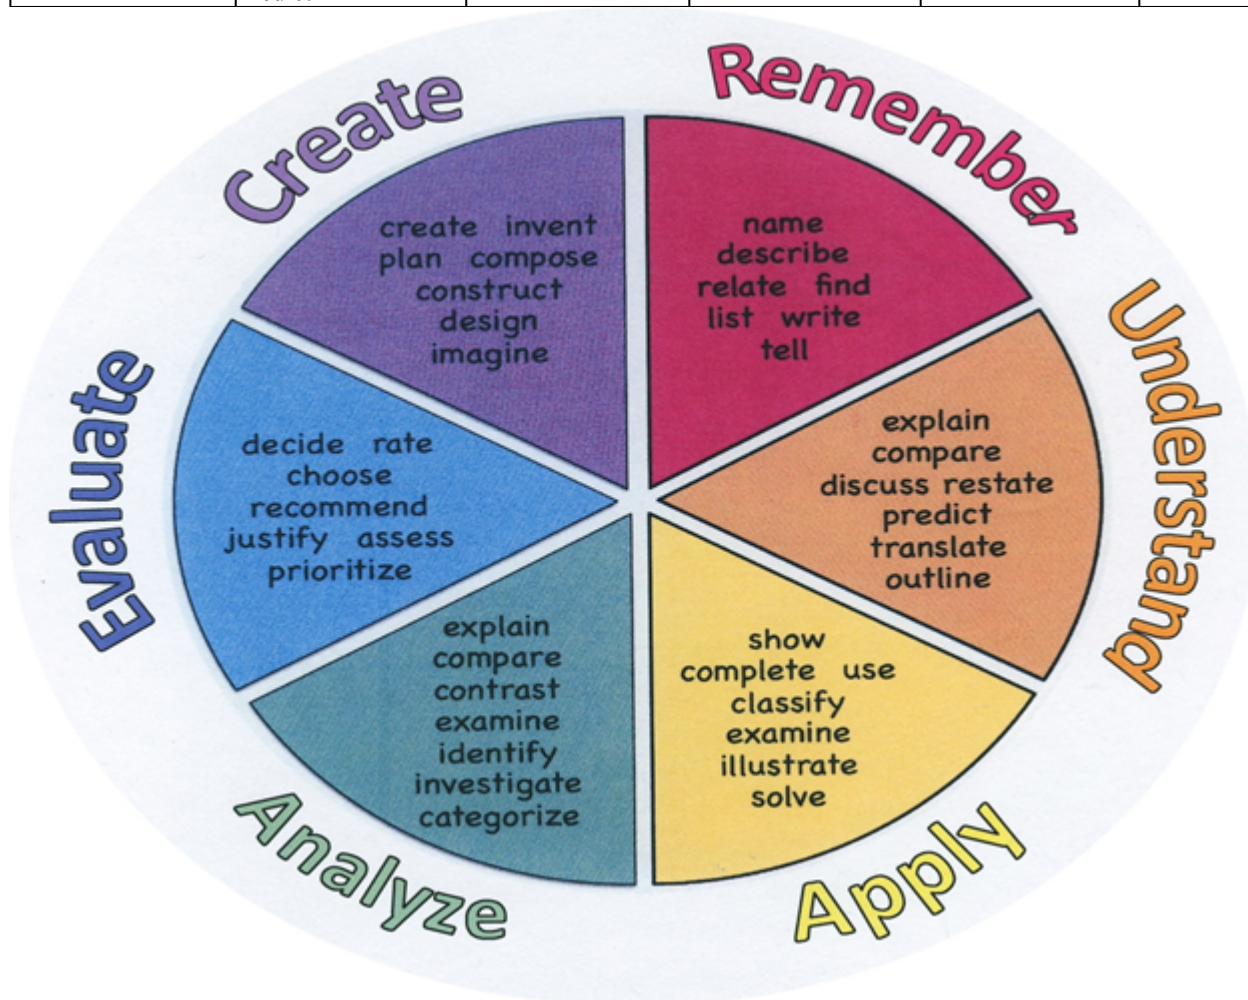 Remember
name
describe
relate find
list write
tell
Understand
explain
compare
discuss restate
predict
translate
outline
Apply
show
complete use
classify
examine
illustrate
solve
Analyze
explain
compare
contrast
examine
identify
investigate
categorize
Evaluate
decide rate
choose
recommend
justify assess
prioritize
Create
create invent
plan compose
construct
design
imagine